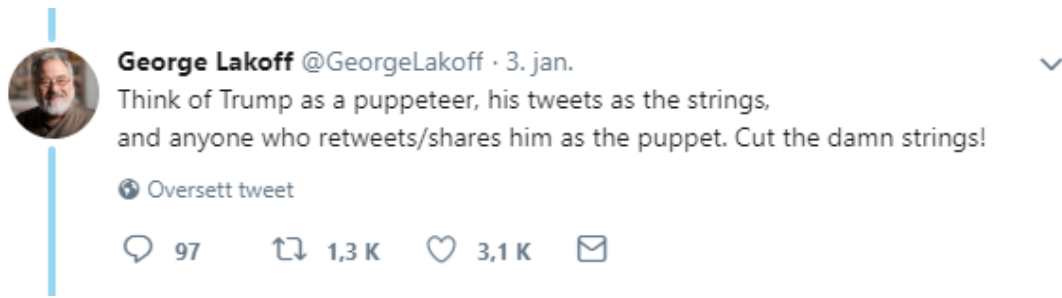 George Lakoff @GeorgeLakoff · 3. jan.
Think of Trump as a puppeteer, his tweets as the strings,
and anyone who retweets/shares him as the puppet. Cut the damn strings!
Oversett tweet
97 1,3 K 3,1 K